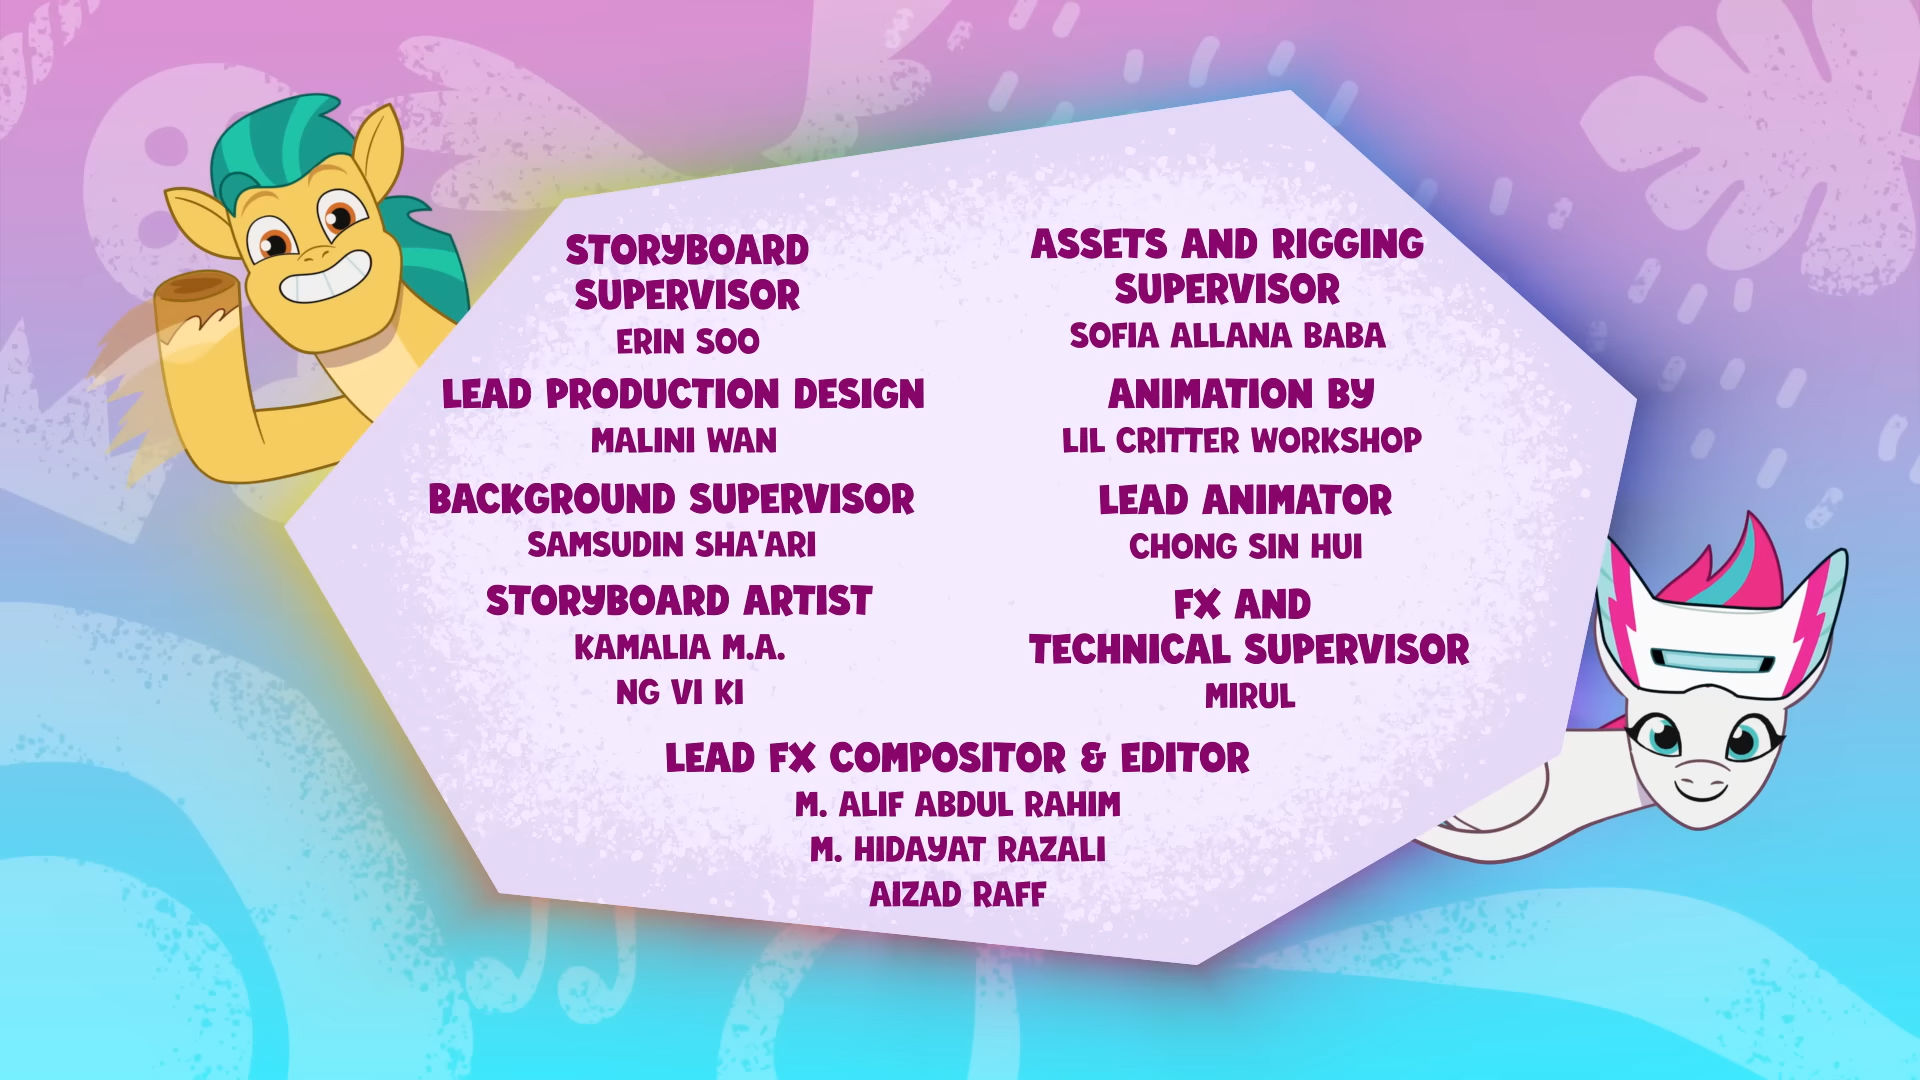 STORYBOARD
SUPERVISOR
ERIN SOO
LEAD PRODUCTION DESIGN
MALINI WAN
BACKGROUND SUPERVISOR
SAMSUDIN SHA'ARI
STORYBOARD ARTIST
KAMALIA M.A.
NG VI KI
ASSETS AND RIGGING
SUPERVISOR
SOFIA ALLANA BABA
ANIMATION BY
LIL CRITTER WORKSHOP
LEAD ANIMATOR
CHONG SIN HUI
FX AND
TECHNICAL SUPERVISOR
MIRUL
LEAD FX COMPOSITOR & EDITOR
M. ALIF ABDUL RAHIM
M. HIDAYAT RAZALI
AIZAD RAFF